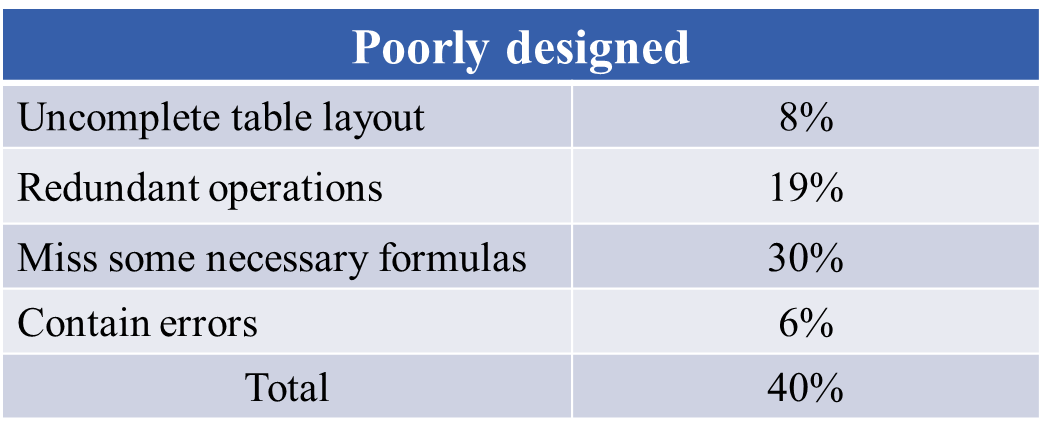 Poorly designed
Uncomplete table layout 8%
Redundant operations 19%
Miss some necessary formulas 30%
Contain errors 6%
Total 40%